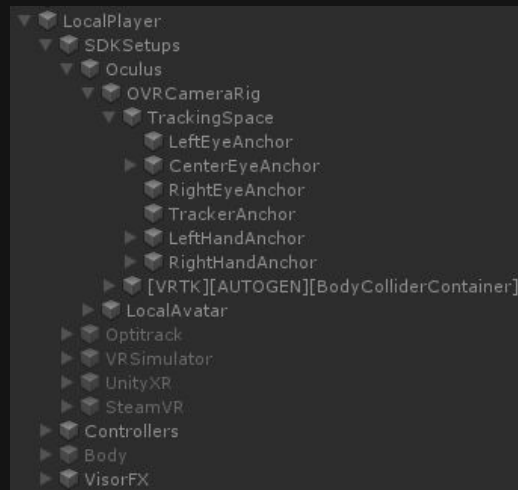 LocalPlayer
SDKSetups
Oculus
OVRCameraRig
TrackingSpace
LeftEyeAnchor
CenterEyeAnchor
RightEyeAnchor
TrackerAnchor
LeftHandAnchor
RightHandAnchor
[VRTK][AUTOGEN][BodyColliderContainer]
LocalAvatar
Optitrack
VRSimulator
UnityXR
SteamVR
Controllers
Body
VisorFX